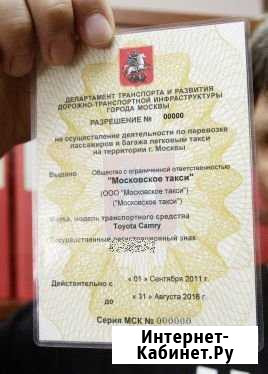 ДЕПАРТАМЕНТ ТРАНСПОРТА И РАЗВИТИЯ
ДОРОЖНО-ТРАНСПОРТНОЙ ИНФРАСТРУКТУРЫ
ГОРОДА МОСКВЫ
РАЗРЕШЕНИЕ № 00000
на осуществление деятельности по перевозке
пассажиров и багажа легковым такси
на территории г. Москвы
Выдано Общество с ограниченной ответственностью
"Московское такси"
(ООО "Московское такси")
("Московское такси")
Марка, модель транспортного средства
Toyota Camry
Государственный регистрационный знак
Действительно с « 01 » Сентября 2011 г.
до « 31 » Августа 2016 г.
Серия МСК № 000000
Интернет-
Кабинет.Ру